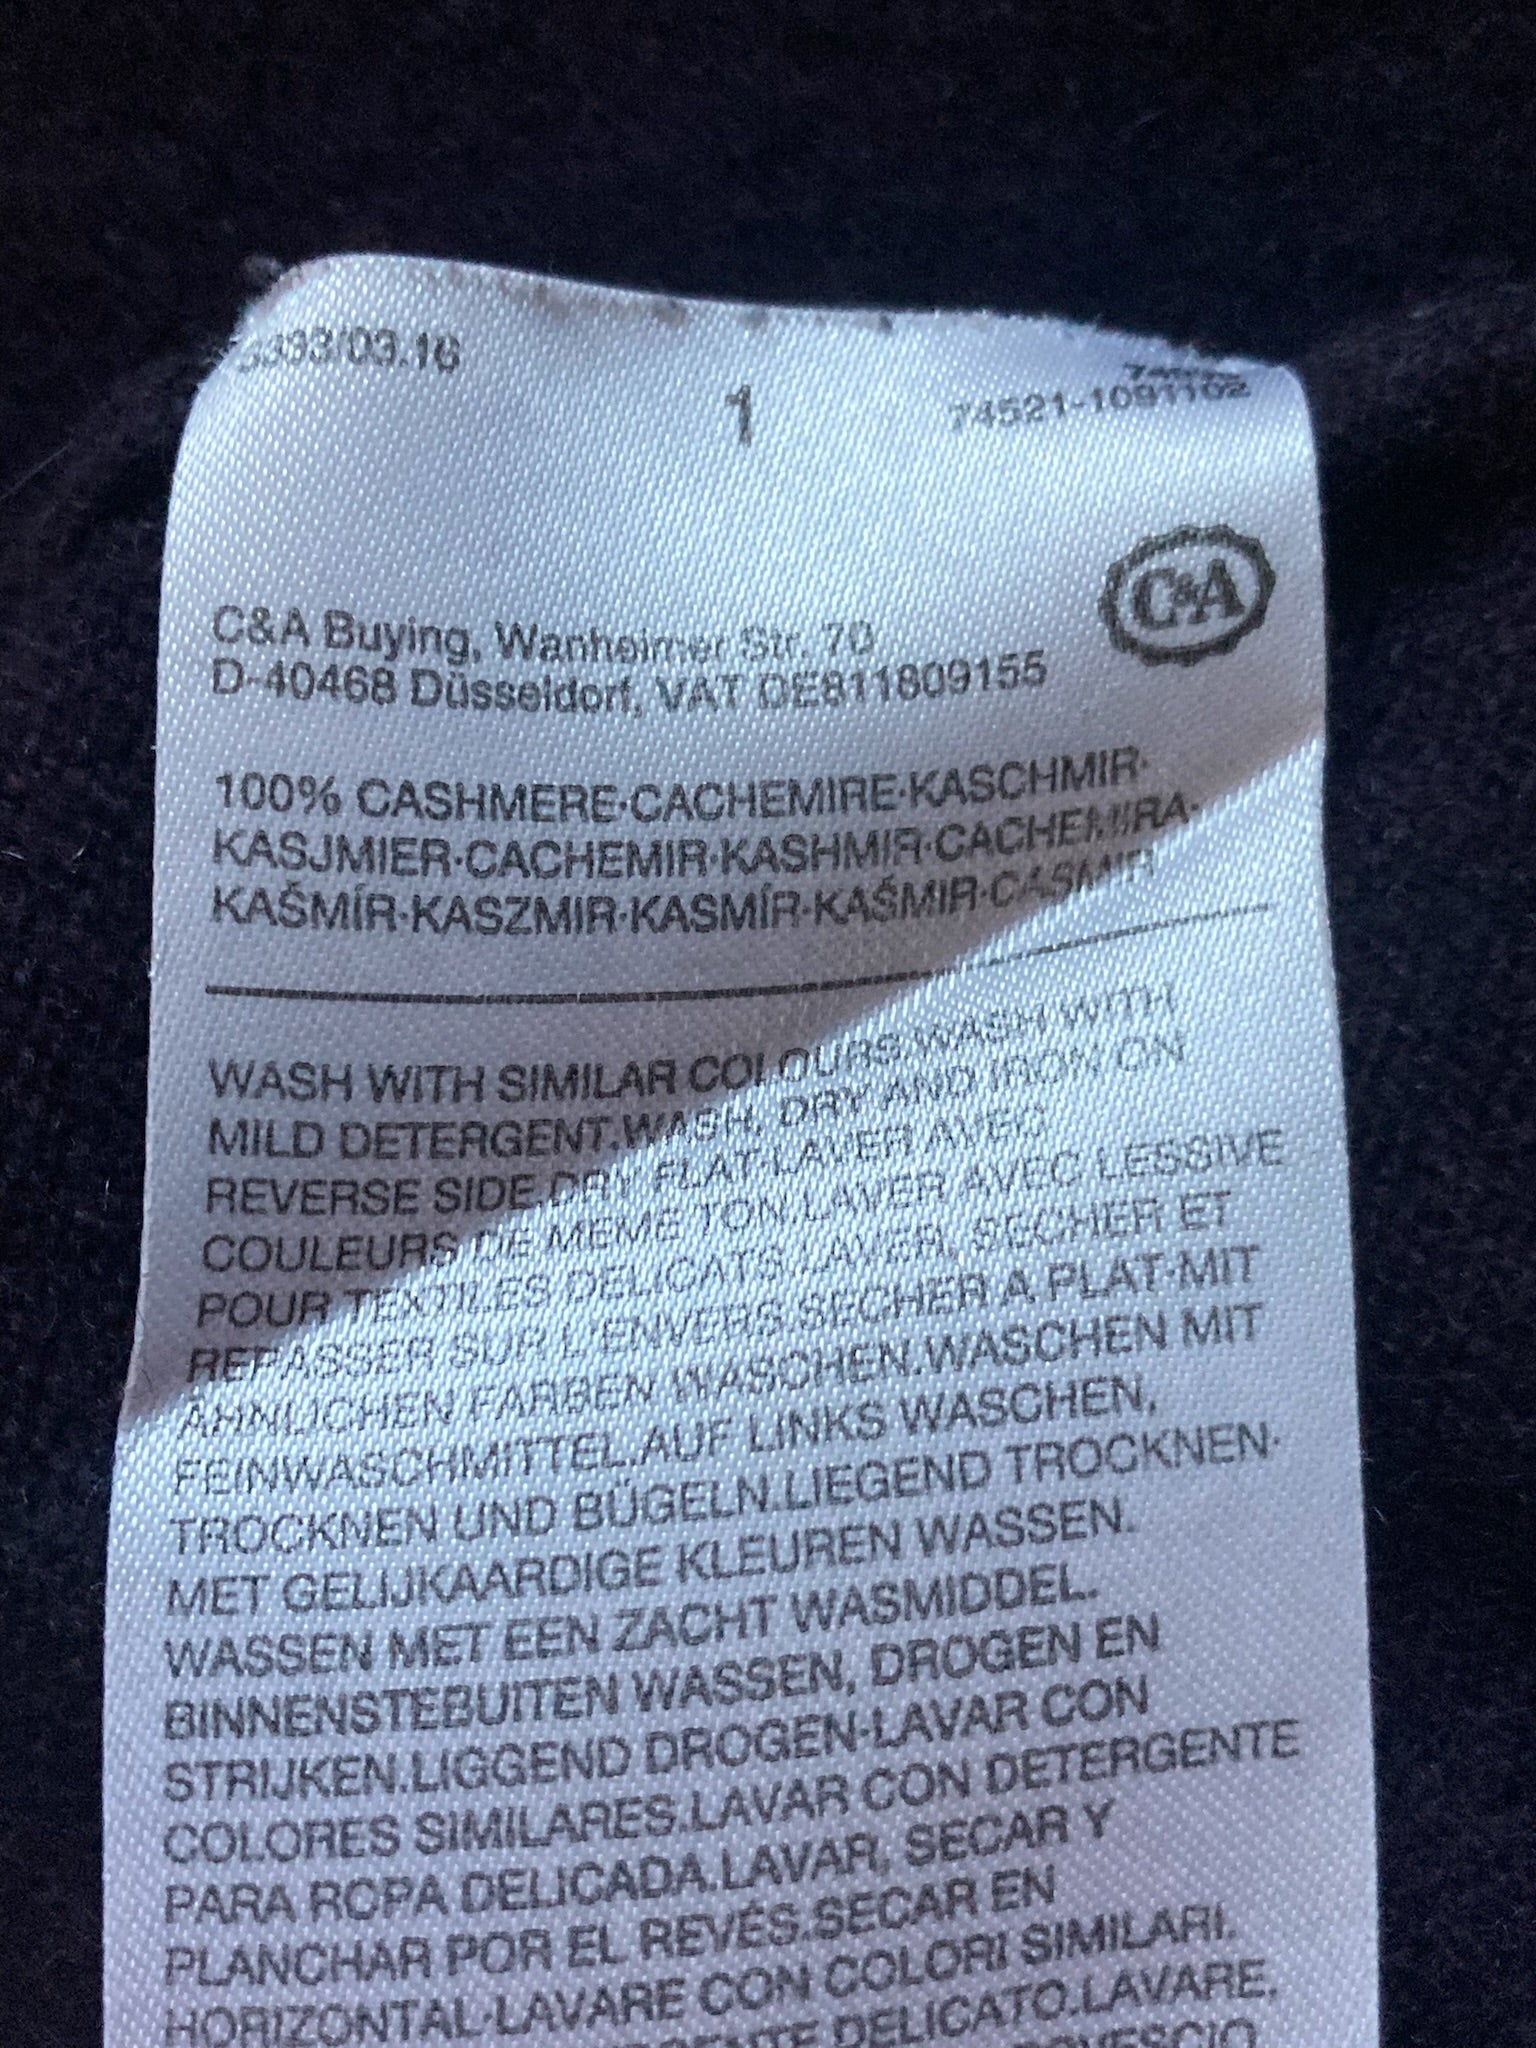 1
74521-1091102
C&A
C&A Buying, Wanheimer Str. 70
D-40468 Düsseldorf, VAT DE811809155
100% CASHMERE·CACHEMIRE·KASCHMIR·
KASJMIER·CACHEMIR·KASHMIR·CACHEMIRA·
KAŠMÍR·KASZMIR·KASMÍR·KAŠMIR·CASMIR
WASH WITH SIMILAR COLOURS.WASH WITH
MILD DETERGENT.WASH, DRY AND IRON ON
REVERSE SIDE.DRY FLAT·LAVER AVEC
COULEURS DE MEME TON.LAVER AVEC LESSIVE
POUR TEXTILES DELICATS.LAVER, SECHER ET
REPASSER SUR L'ENVERS.SECHER A PLAT·MIT
ÄHNLICHEN FARBEN WASCHEN.WASCHEN MIT
FEINWASCHMITTEL.AUF LINKS WASCHEN,
TROCKNEN UND BÜGELN.LIEGEND TROCKNEN·
MET GELIJKAARDIGE KLEUREN WASSEN.
WASSEN MET EEN ZACHT WASMIDDEL.
BINNENSTEBUITEN WASSEN, DROGEN EN
STRIJKEN.LIGGEND DROGEN·LAVAR CON
COLORES SIMILARES.LAVAR CON DETERGENTE
PARA ROPA DELICADA.LAVAR, SECAR Y
PLANCHAR POR EL REVÉS.SECAR EN
HORIZONTAL·LAVARE CON COLORI SIMILARI.
DELICATO.LAVARE,